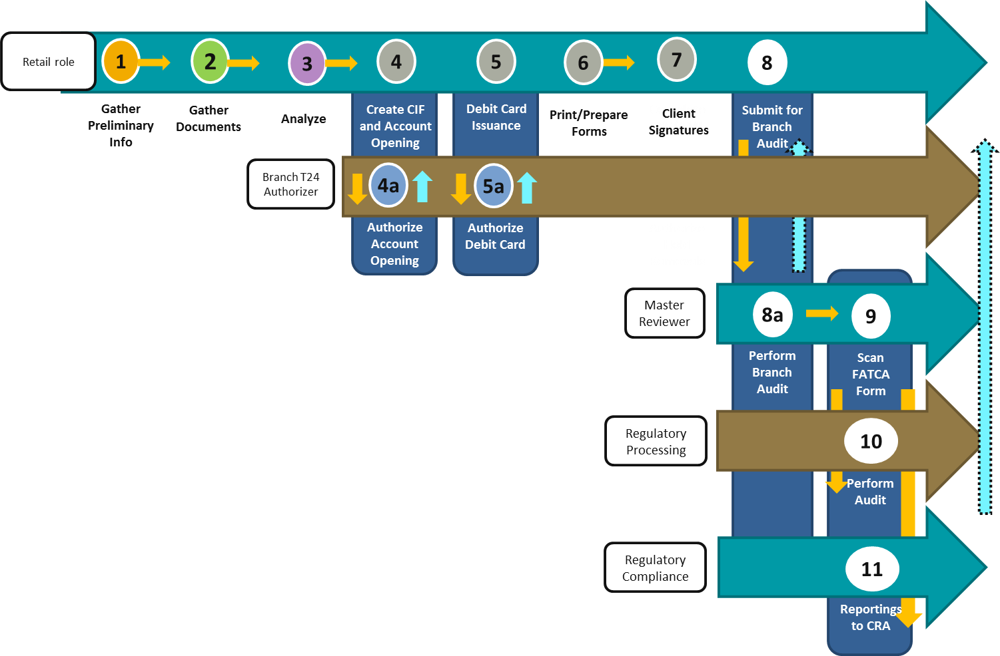 Retail role
1
2
3
4
5
6
7
8
Gather
Preliminary
Info
Gather
Documents
Analyze
Create CIF
and Account
Opening
Debit Card
Issuance
Print/Prepare
Forms
Client
Signatures
Submit for
Branch
Audit
Branch T24
Authorizer
4a
5a
Authorize
Account
Opening
Authorize
Debit Card
Master
Reviewer
8a
9
Perform
Branch
Audit
Scan
FATCA
Form
Regulatory
Processing
10
Perform
Audit
Regulatory
Compliance
11
Reportings
to CRA